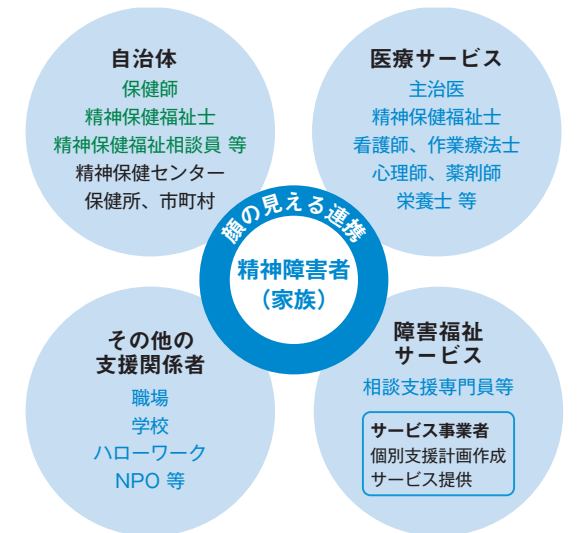 自治体
保健師
精神保健福祉士
精神保健福祉相談員 等
精神保健センター
保健所、市町村
医療サービス
主治医
精神保健福祉士
看護師、作業療法士
心理師、薬剤師
栄養士 等
顔の見える連携
精神障害者
（家族）
その他の
支援関係者
職場
学校
ハローワーク
NPO 等
障害福祉
サービス
相談支援専門員等
サービス事業者
個別支援計画作成
サービス提供